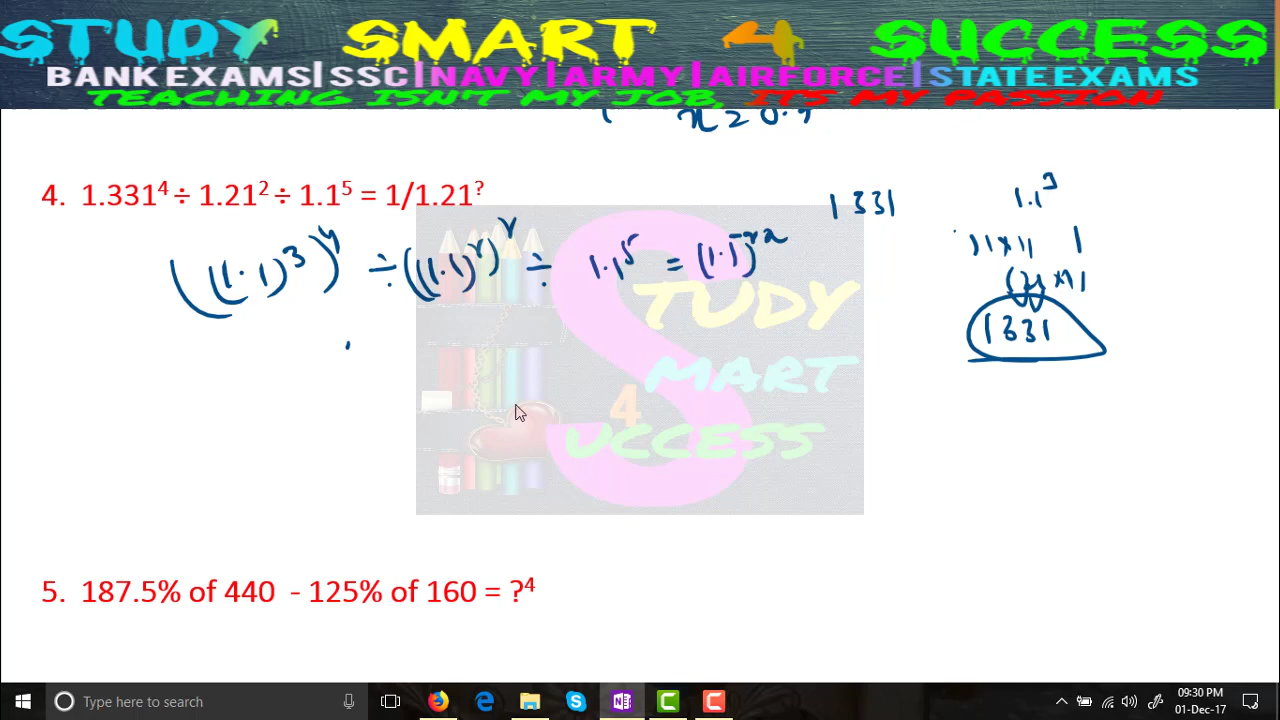 STUDY SMART 4 SUCCESS
BANK EXAMS|SSC|NAVY|ARMY|AIRFORCE|STATE EXAMS
TEACHING ISN'T MY JOB, IT'S MY PASSION
4. 1.331⁴ ÷ 1.21² ÷ 1.1⁵ = 1/1.21^?
1331
1.1³
((1.1)³)⁴ ÷ ((1.1)²)² ÷ 1.1⁵ = (1.1)^-2x
11×11
1331
STUDY
MART
4
UCCESS
5. 187.5% of 440 - 125% of 160 = ?⁴
Type here to search
09:30 PM
01-Dec-17